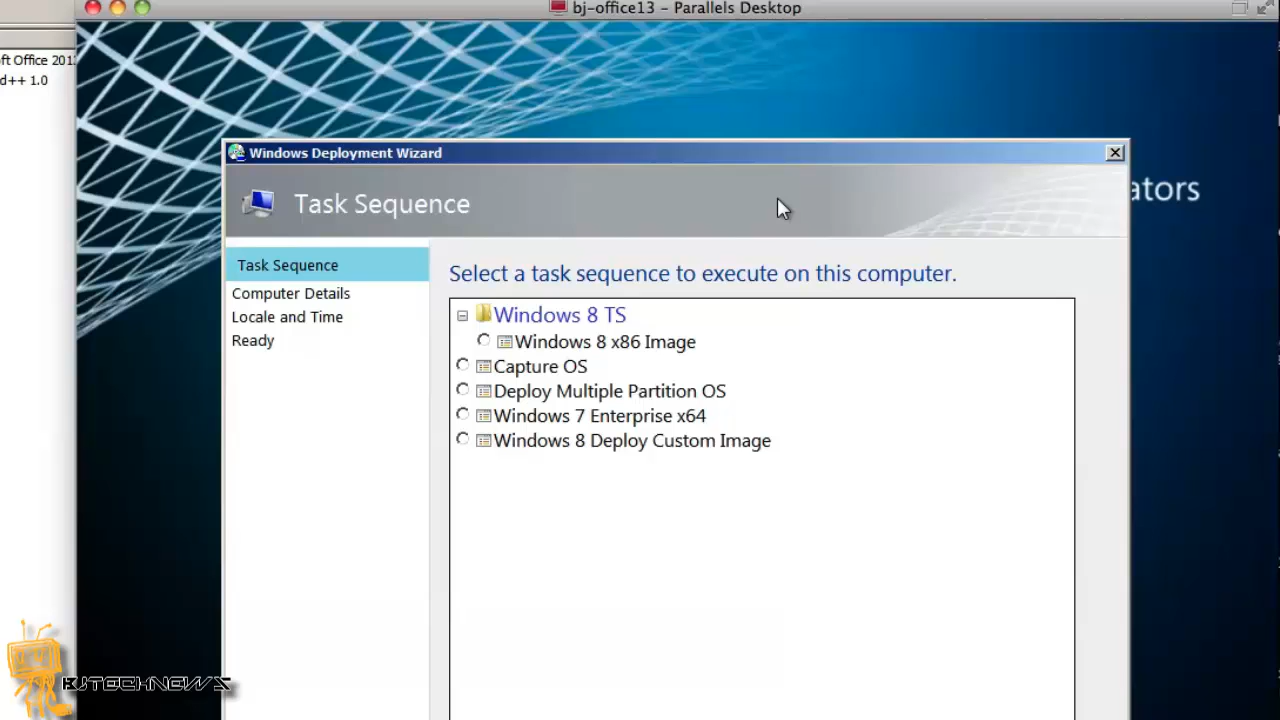 bj-office13 – Parallels Desktop
ft Office 201
d++ 1.0
ators
Windows Deployment Wizard
Task Sequence
Task Sequence
Computer Details
Locale and Time
Ready
Select a task sequence to execute on this computer.
Windows 8 TS
Windows 8 x86 Image
Capture OS
Deploy Multiple Partition OS
Windows 7 Enterprise x64
Windows 8 Deploy Custom Image
BJTECHNEWS